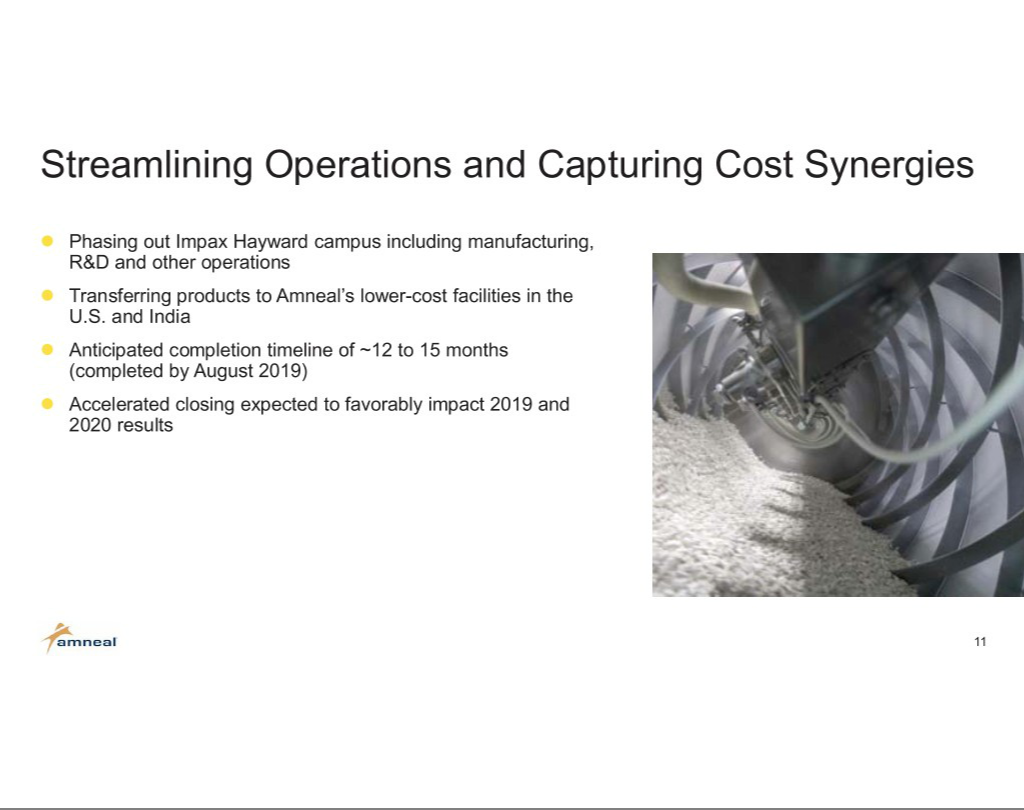 Streamlining Operations and Capturing Cost Synergies
Phasing out Impax Hayward campus including manufacturing,
R&D and other operations
Transferring products to Amneal’s lower-cost facilities in the
U.S. and India
Anticipated completion timeline of ~12 to 15 months
(completed by August 2019)
Accelerated closing expected to favorably impact 2019 and
2020 results
amneal
11